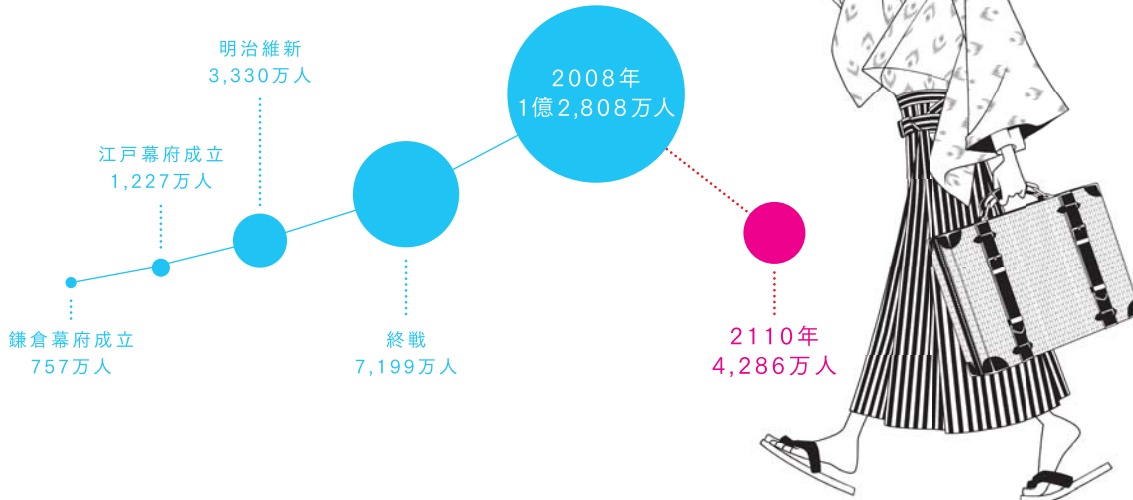 鎌倉幕府成立
757万人
江戸幕府成立
1,227万人
明治維新
3,330万人
終戦
7,199万人
2008年
1億2,808万人
2110年
4,286万人